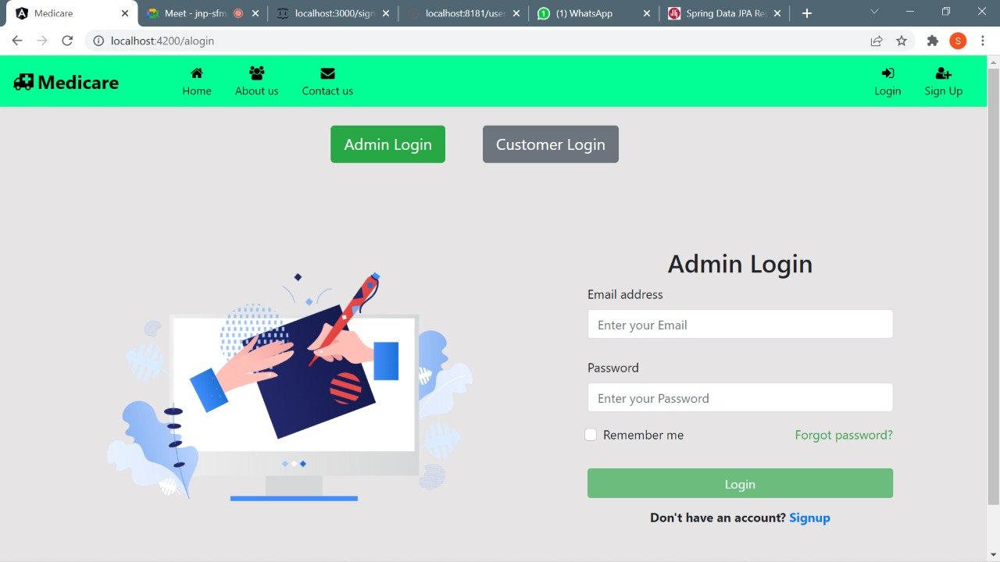 Medicare
Meet - jnp-sfm
localhost:3000/sign
localhost:8181/user
(1) WhatsApp
Spring Data JPA Re
localhost:4200/alogin
S
Medicare
Home
About us
Contact us
Login
Sign Up
Admin Login
Customer Login
Admin Login
Email address
Enter your Email
Password
Enter your Password
Remember me
Forgot password?
Login
Don't have an account? Signup